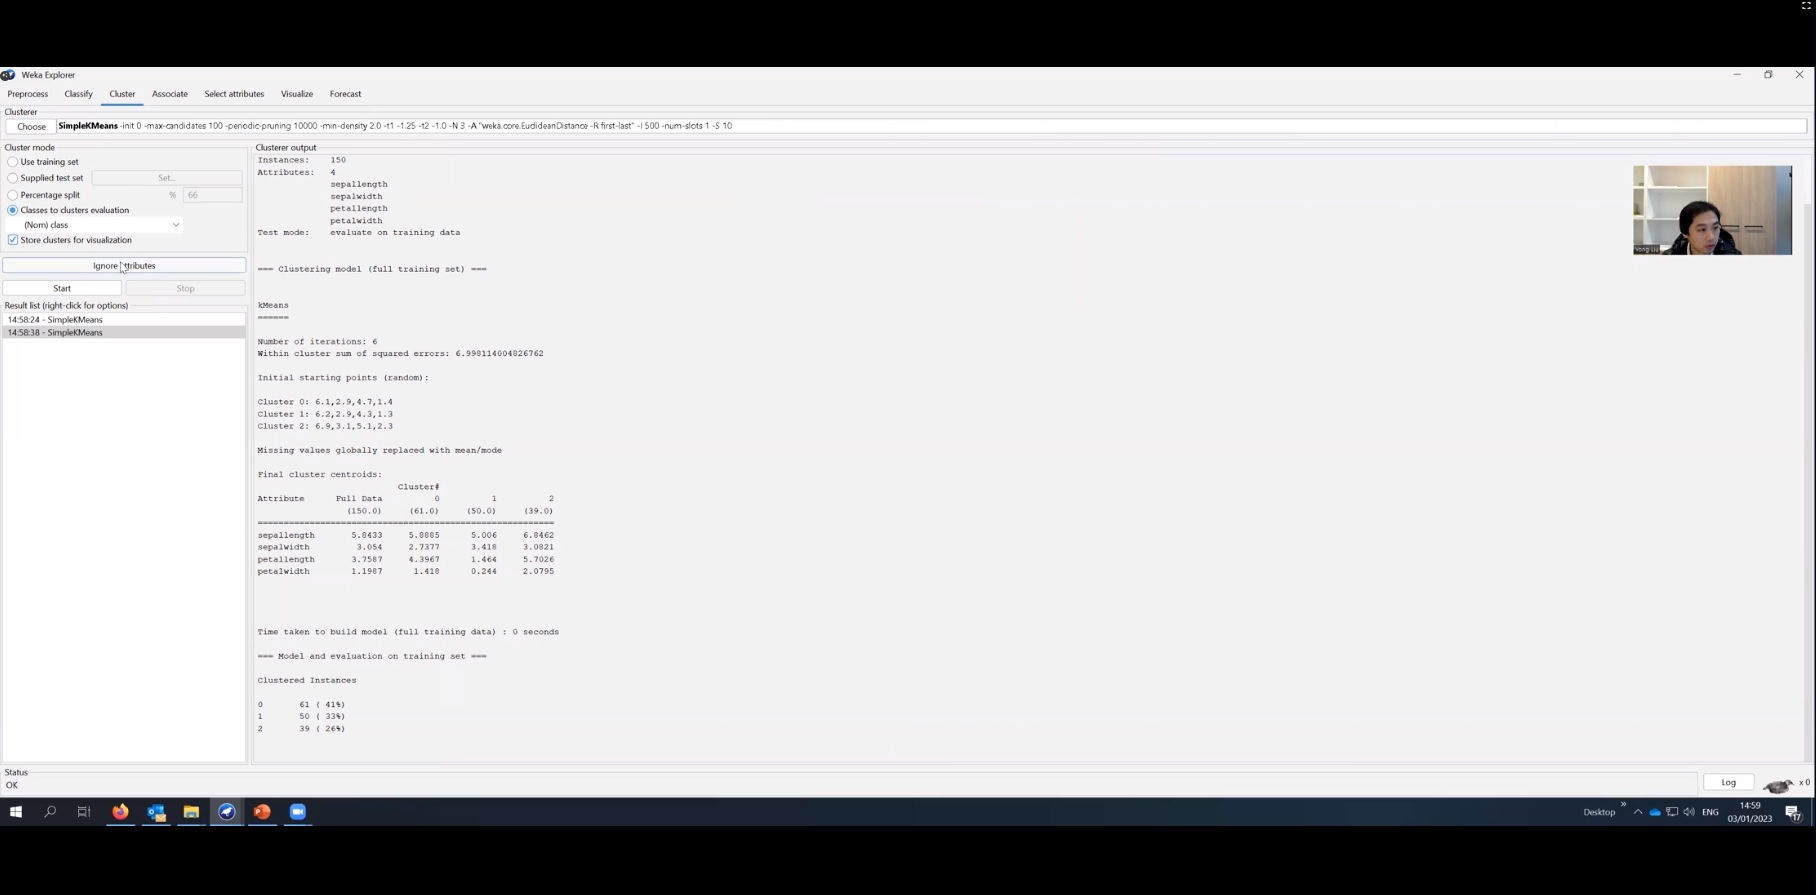 Weka Explorer
Preprocess Classify Cluster Associate Select attributes Visualize Forecast
Clusterer
Choose SimpleKMeans -init 0 -max-candidates 100 -periodic-pruning 10000 -min-density 2.0 -t1 -1.25 -t2 -1.0 -N 3 -A "weka.core.EuclideanDistance -R first-last" -I 500 -num-slots 1 -S 10
Cluster mode
Use training set
Supplied test set Set...
Percentage split % 66
Classes to clusters evaluation
(Nom) class
Store clusters for visualization
Ignore attributes
Start Stop
Result list (right-click for options)
14:58:24 - SimpleKMeans
14:58:38 - SimpleKMeans
Clusterer output
Instances: 150
Attributes: 4
sepallength
sepalwidth
petallength
petalwidth
Test mode: evaluate on training data
=== Clustering model (full training set) ===
kMeans
======
Number of iterations: 6
Within cluster sum of squared errors: 6.998114004826762
Initial starting points (random):
Cluster 0: 6.1,2.9,4.7,1.4
Cluster 1: 6.2,2.9,4.3,1.3
Cluster 2: 6.9,3.1,5.1,2.3
Missing values globally replaced with mean/mode
Final cluster centroids:
Cluster#
Attribute Full Data 0 1 2
(150.0) (61.0) (50.0) (39.0)
=========================================================
sepallength 5.8433 5.8885 5.006 6.8462
sepalwidth 3.054 2.7377 3.418 3.0821
petallength 3.7587 4.3967 1.464 5.7026
petalwidth 1.1987 1.418 0.244 2.0795
Time taken to build model (full training data) : 0 seconds
=== Model and evaluation on training set ===
Clustered Instances
0 61 ( 41%)
1 50 ( 33%)
2 39 ( 26%)
Yong Liu
Status
OK
Log x 0
Desktop » ENG 14:59
03/01/2023
17